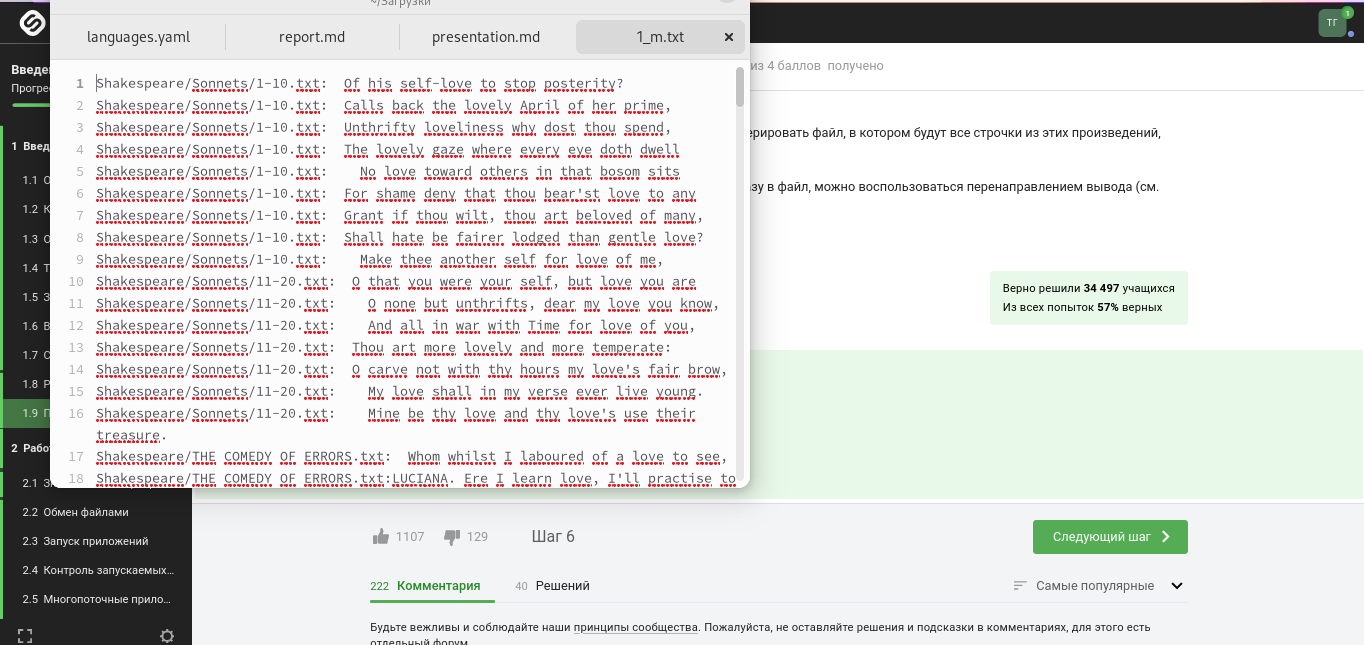 ~/Загрузки
languages.yaml
report.md
presentation.md
1_m.txt
1 Shakespeare/Sonnets/1-10.txt:  Of his self-love to stop posterity?
2 Shakespeare/Sonnets/1-10.txt:  Calls back the lovely April of her prime,
3 Shakespeare/Sonnets/1-10.txt:  Unthrifty loveliness why dost thou spend,
4 Shakespeare/Sonnets/1-10.txt:  The lovely gaze where every eye doth dwell
5 Shakespeare/Sonnets/1-10.txt:    No love toward others in that bosom sits
6 Shakespeare/Sonnets/1-10.txt:  For shame deny that thou bear'st love to any
7 Shakespeare/Sonnets/1-10.txt:  Grant if thou wilt, thou art beloved of many,
8 Shakespeare/Sonnets/1-10.txt:  Shall hate be fairer lodged than gentle love?
9 Shakespeare/Sonnets/1-10.txt:    Make thee another self for love of me,
10 Shakespeare/Sonnets/11-20.txt:  O that you were your self, but love you are
11 Shakespeare/Sonnets/11-20.txt:    O none but unthrifts, dear my love you know,
12 Shakespeare/Sonnets/11-20.txt:    And all in war with Time for love of you,
13 Shakespeare/Sonnets/11-20.txt:  Thou art more lovely and more temperate:
14 Shakespeare/Sonnets/11-20.txt:  O carve not with thy hours my love's fair brow,
15 Shakespeare/Sonnets/11-20.txt:    My love shall in my verse ever live young.
16 Shakespeare/Sonnets/11-20.txt:    Mine be thy love and thy love's use their
treasure.
17 Shakespeare/THE COMEDY OF ERRORS.txt:  Whom whilst I laboured of a love to see,
18 Shakespeare/THE COMEDY OF ERRORS.txt:LUCIANA. Ere I learn love, I'll practise to
ТГ
1
из 4 баллов получено
ерировать файл, в котором будут все строчки из этих произведений,
зу в файл, можно воспользоваться перенаправлением вывода (см.
Верно решили 34 497 учащихся
Из всех попыток 57% верных
Введе
Прогрес
1 Введ
1.1 О
1.2 К
1.3 О
1.4 Т
1.5 З
1.6 В
1.7 С
1.8 Р
1.9 П
2 Рабо
2.1 З
2.2 Обмен файлами
2.3 Запуск приложений
2.4 Контроль запускаемых...
2.5 Многопоточные прило...
1107
129
Шаг 6
Следующий шаг
222 Комментария
40 Решений
Самые популярные
Будьте вежливы и соблюдайте наши принципы сообщества. Пожалуйста, не оставляйте решения и подсказки в комментариях, для этого есть
отдельный форум.